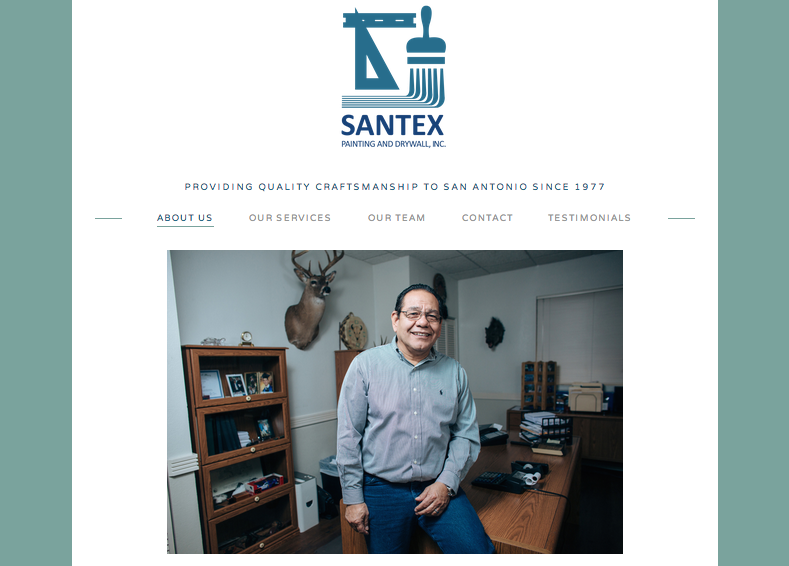 SANTEX
PAINTING AND DRYWALL, INC.
PROVIDING QUALITY CRAFTSMANSHIP TO SAN ANTONIO SINCE 1977
ABOUT US OUR SERVICES OUR TEAM CONTACT TESTIMONIALS